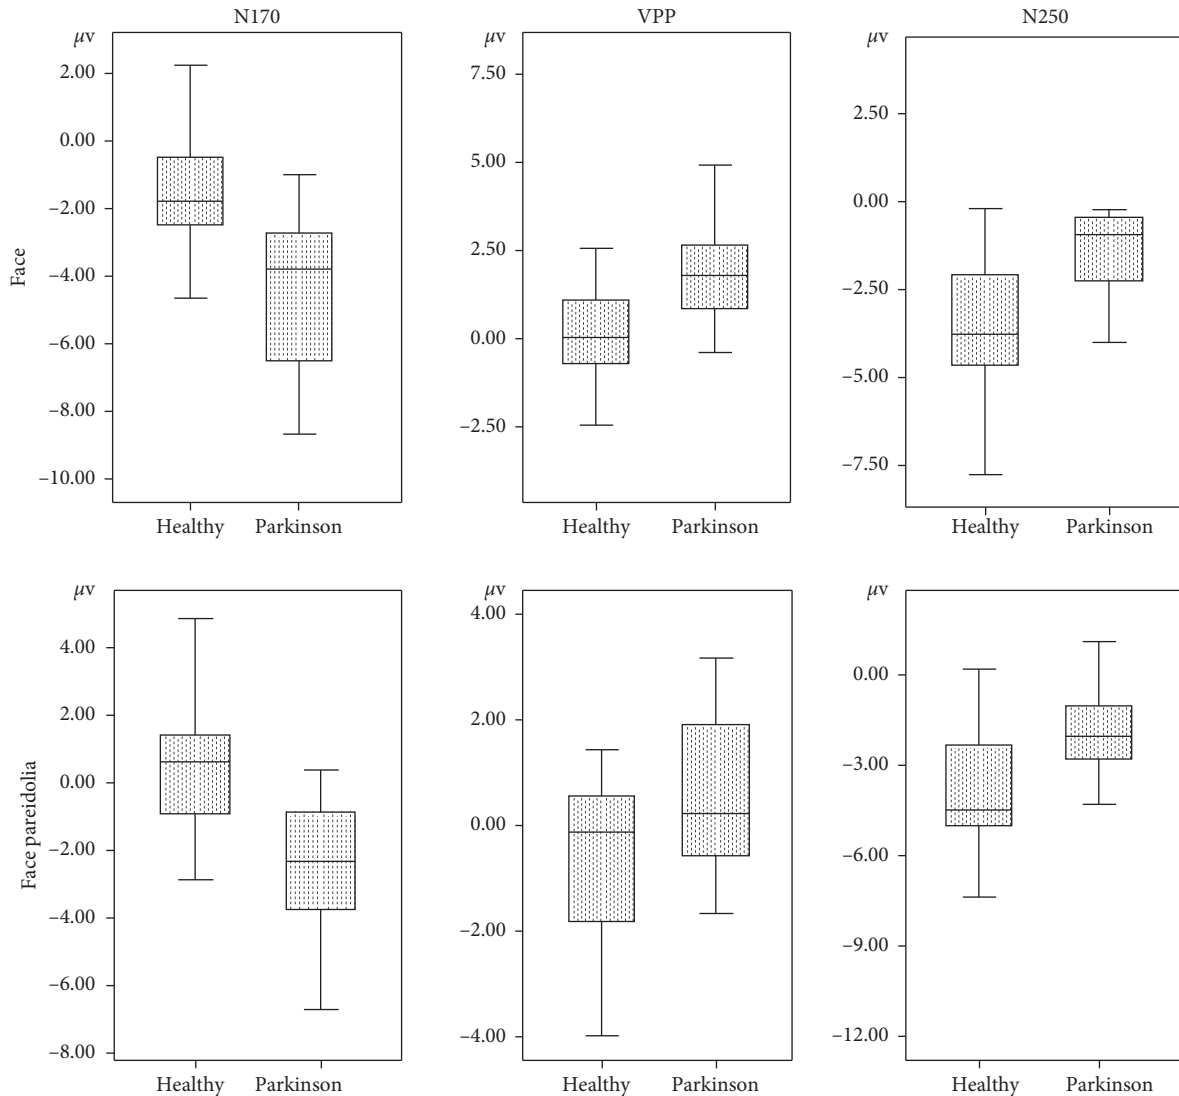 N170
VPP
N250
μv
2.00
0.00
−2.00
−4.00
−6.00
−8.00
−10.00
Face
Healthy
Parkinson
μv
7.50
5.00
2.50
0.00
−2.50
Healthy
Parkinson
μv
2.50
0.00
−2.50
−5.00
−7.50
Healthy
Parkinson
μv
4.00
2.00
0.00
−2.00
−4.00
−6.00
−8.00
Face pareidolia
Healthy
Parkinson
μv
4.00
2.00
0.00
−2.00
−4.00
Healthy
Parkinson
μv
0.00
−3.00
−6.00
−9.00
−12.00
Healthy
Parkinson